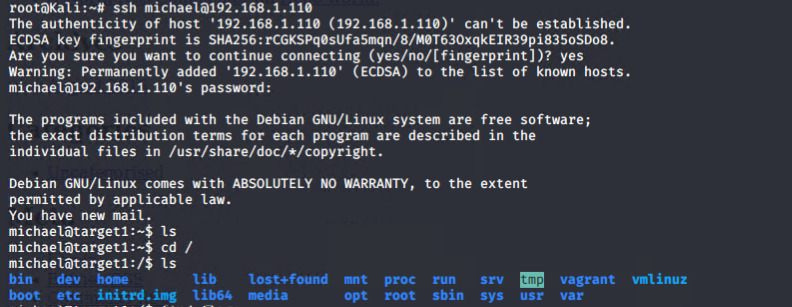 root@Kali:~# ssh michael@192.168.1.110
The authenticity of host '192.168.1.110 (192.168.1.110)' can't be established.
ECDSA key fingerprint is SHA256:rCGKSPq0sUfa5mqn/8/M0T63OxqkEIR39pi835oSDo8.
Are you sure you want to continue connecting (yes/no/[fingerprint])? yes
Warning: Permanently added '192.168.1.110' (ECDSA) to the list of known hosts.
michael@192.168.1.110's password:
The programs included with the Debian GNU/Linux system are free software;
the exact distribution terms for each program are described in the
individual files in /usr/share/doc/*/copyright.
Debian GNU/Linux comes with ABSOLUTELY NO WARRANTY, to the extent
permitted by applicable law.
You have new mail.
michael@target1:~$ ls
michael@target1:~$ cd /
michael@target1:/$ ls
bin dev home lib lost+found mnt proc run srv tmp vagrant vmlinuz
boot etc initrd.img lib64 media opt root sbin sys usr var